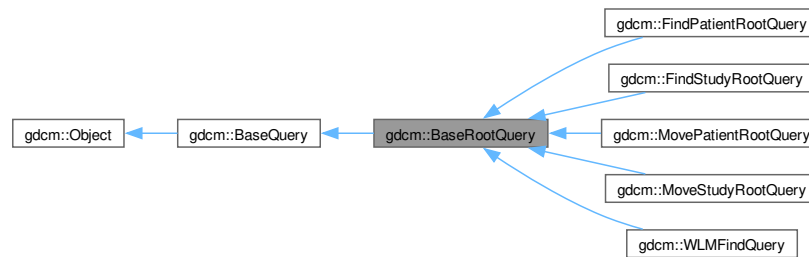 gdcm::FindPatientRootQuery
gdcm::FindStudyRootQuery
gdcm::Object
gdcm::BaseQuery
gdcm::BaseRootQuery
gdcm::MovePatientRootQuery
gdcm::MoveStudyRootQuery
gdcm::WLMFindQuery